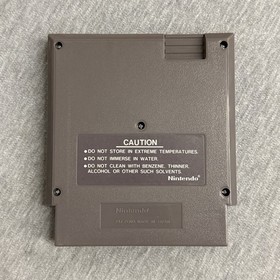 CAUTION
•DO NOT STORE IN EXTREME TEMPERATURES.
•DO NOT IMMERSE IN WATER.
•DO NOT CLEAN WITH BENZENE, THINNER,
ALCOHOL OR OTHER SUCH SOLVENTS.
Nintendo®
Nintendo